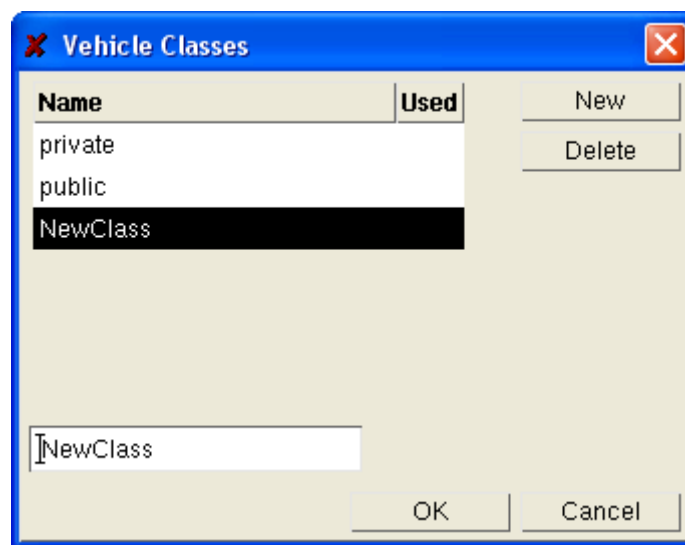 Vehicle Classes
Name Used New
private Delete
public
NewClass
NewClass
OK Cancel